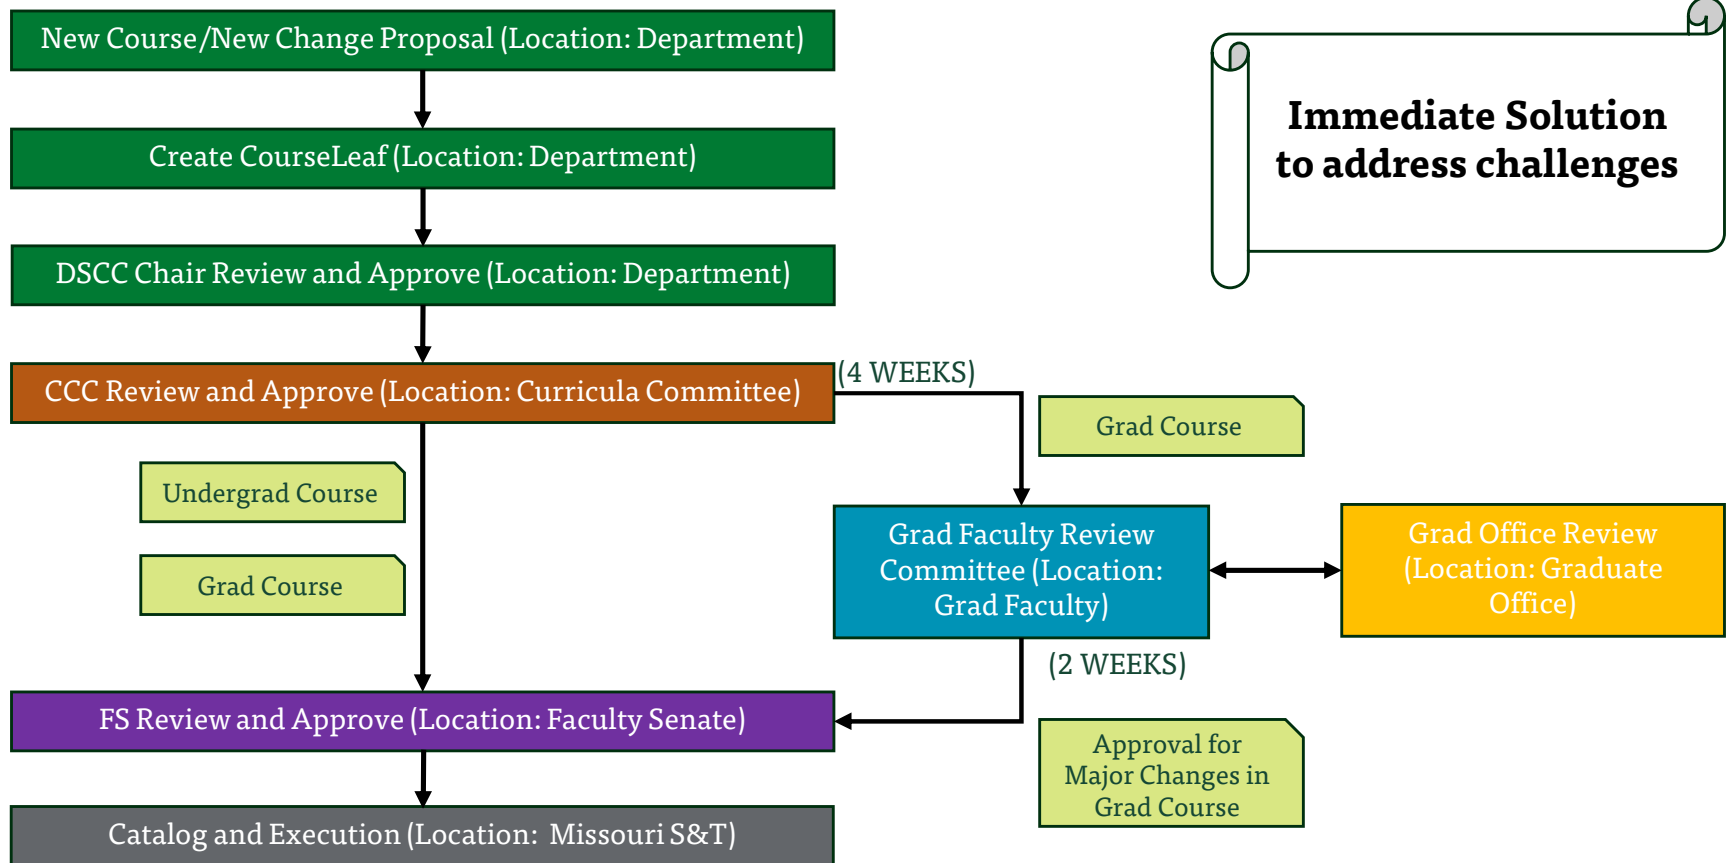 New Course/New Change Proposal (Location: Department)
Immediate Solution
to address challenges
Create CourseLeaf (Location: Department)
DSCC Chair Review and Approve (Location: Department)
CCC Review and Approve (Location: Curricula Committee)
(4 WEEKS)
Grad Course
Undergrad Course
Grad Course
Grad Faculty Review
Committee (Location:
Grad Faculty)
Grad Office Review
(Location: Graduate
Office)
(2 WEEKS)
FS Review and Approve (Location: Faculty Senate)
Approval for
Major Changes in
Grad Course
Catalog and Execution (Location: Missouri S&T)